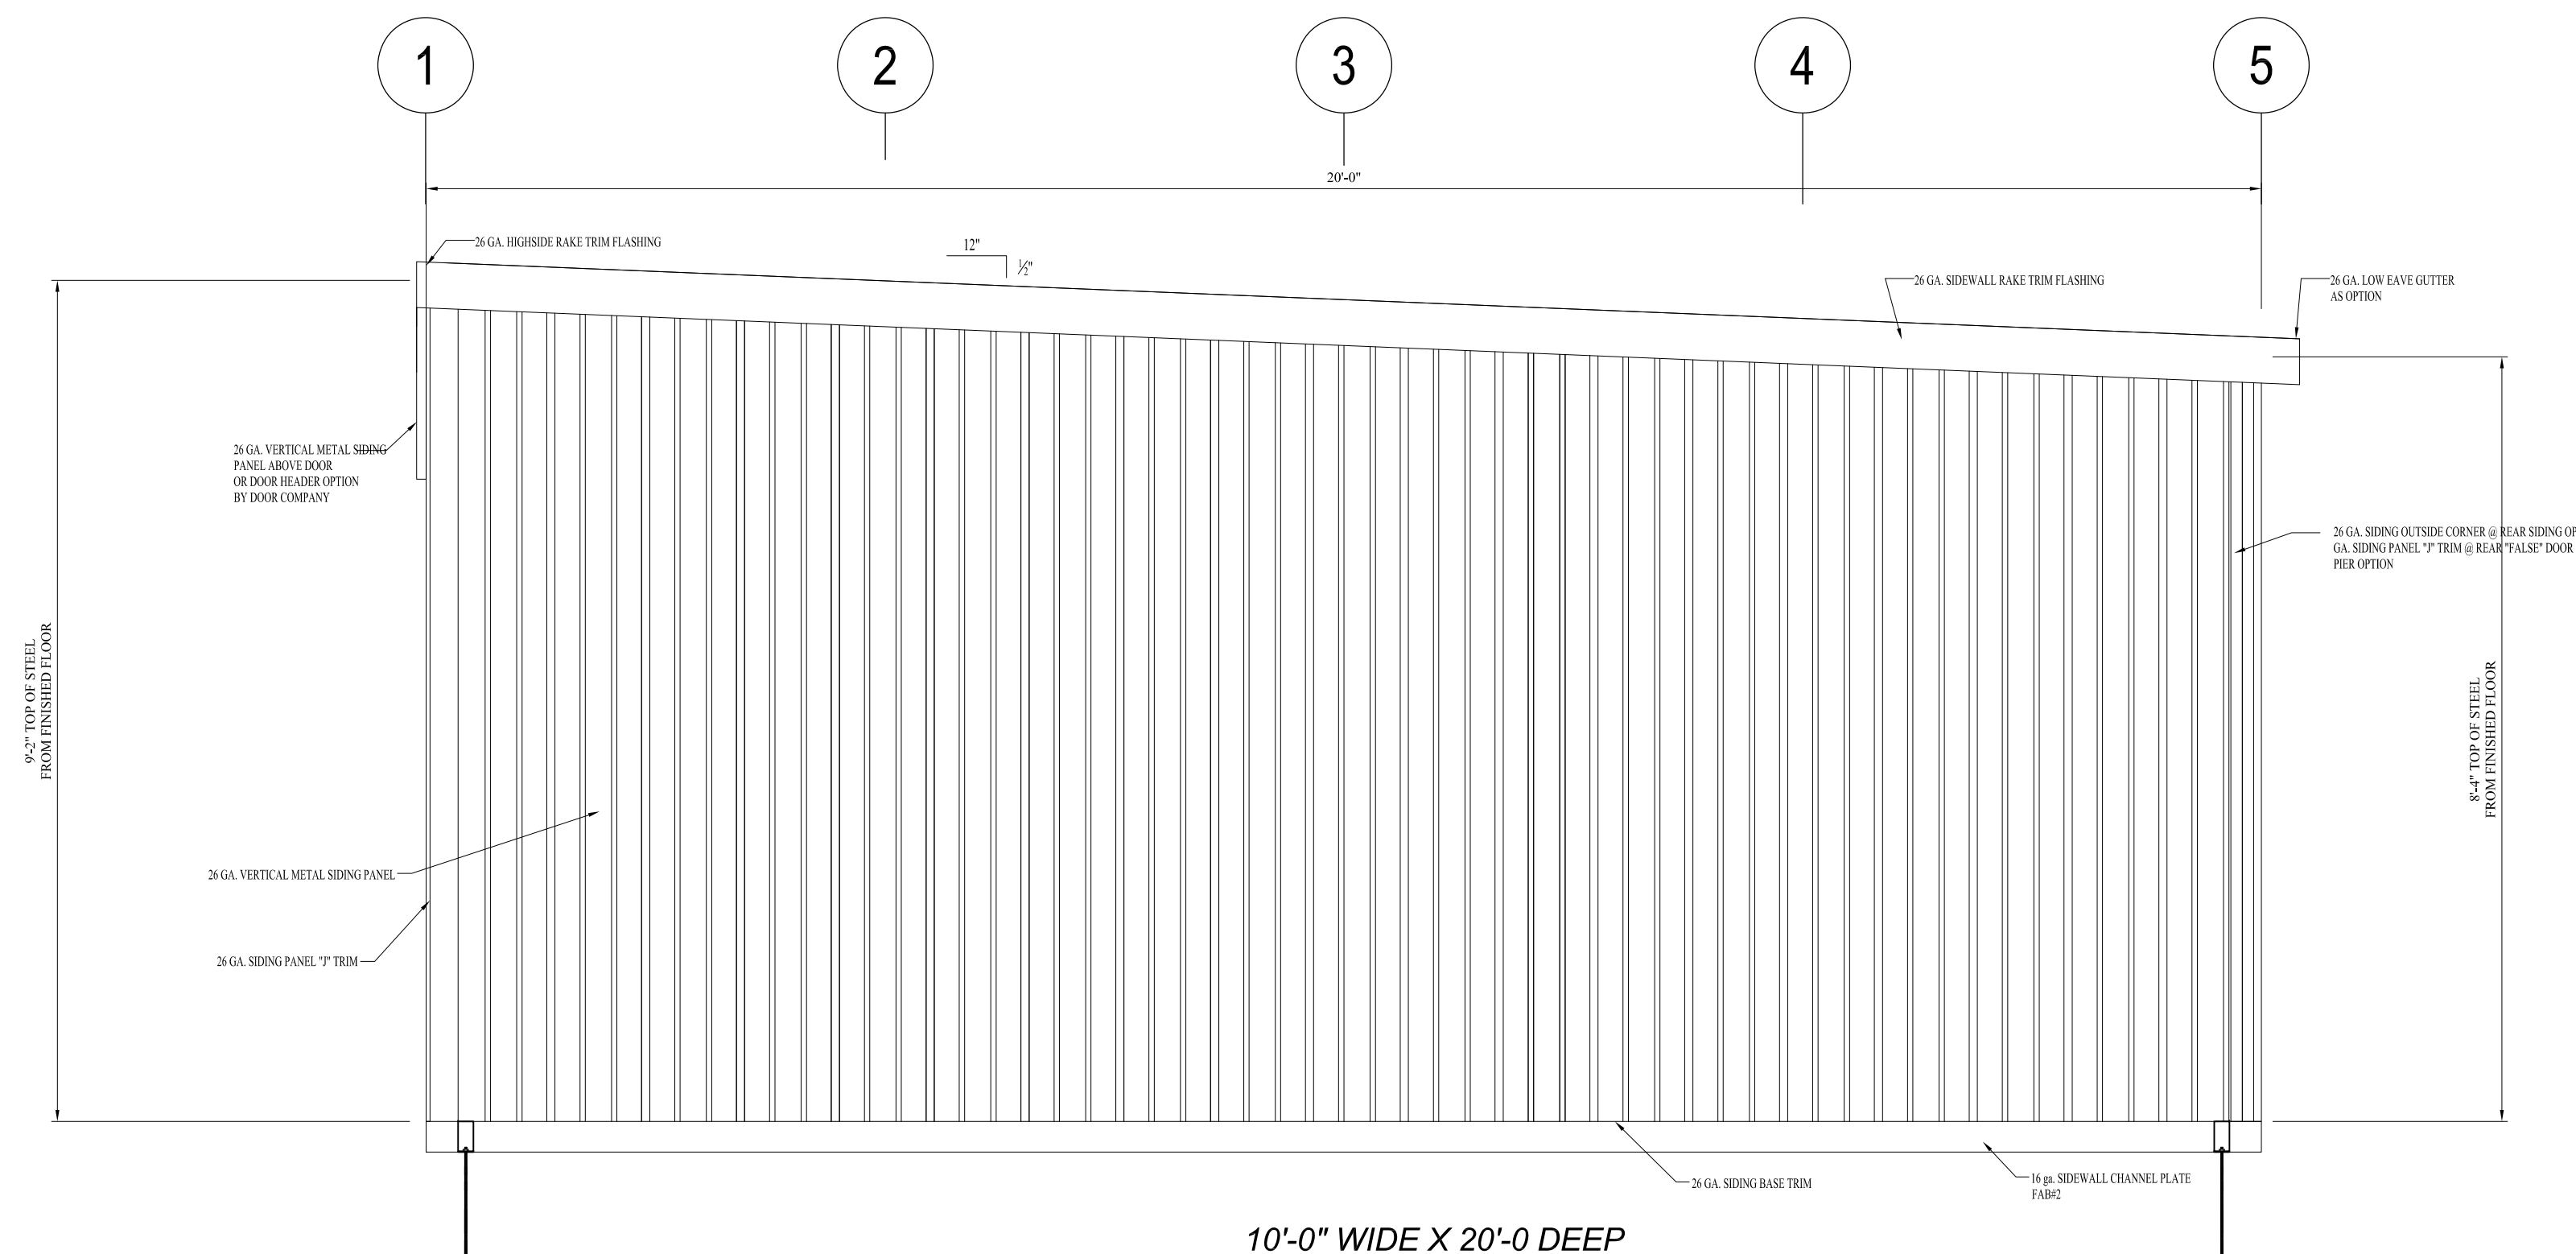 1
2
3
4
5
20'-0"
26 GA. HIGHSIDE RAKE TRIM FLASHING
12"
½"
26 GA. SIDEWALL RAKE TRIM FLASHING
26 GA. LOW EAVE GUTTER
AS OPTION
26 GA. VERTICAL METAL SIDING
PANEL ABOVE DOOR
OR DOOR HEADER OPTION
BY DOOR COMPANY
26 GA. SIDING OUTSIDE CORNER @ REAR SIDING OP
GA. SIDING PANEL "J" TRIM @ REAR "FALSE" DOOR
PIER OPTION
9'-2" TOP OF STEEL
FROM FINISHED FLOOR
8'-4" TOP OF STEEL
FROM FINISHED FLOOR
26 GA. VERTICAL METAL SIDING PANEL
26 GA. SIDING PANEL "J" TRIM
26 GA. SIDING BASE TRIM
16 ga. SIDEWALL CHANNEL PLATE
FAB#2
10'-0" WIDE X 20'-0 DEEP